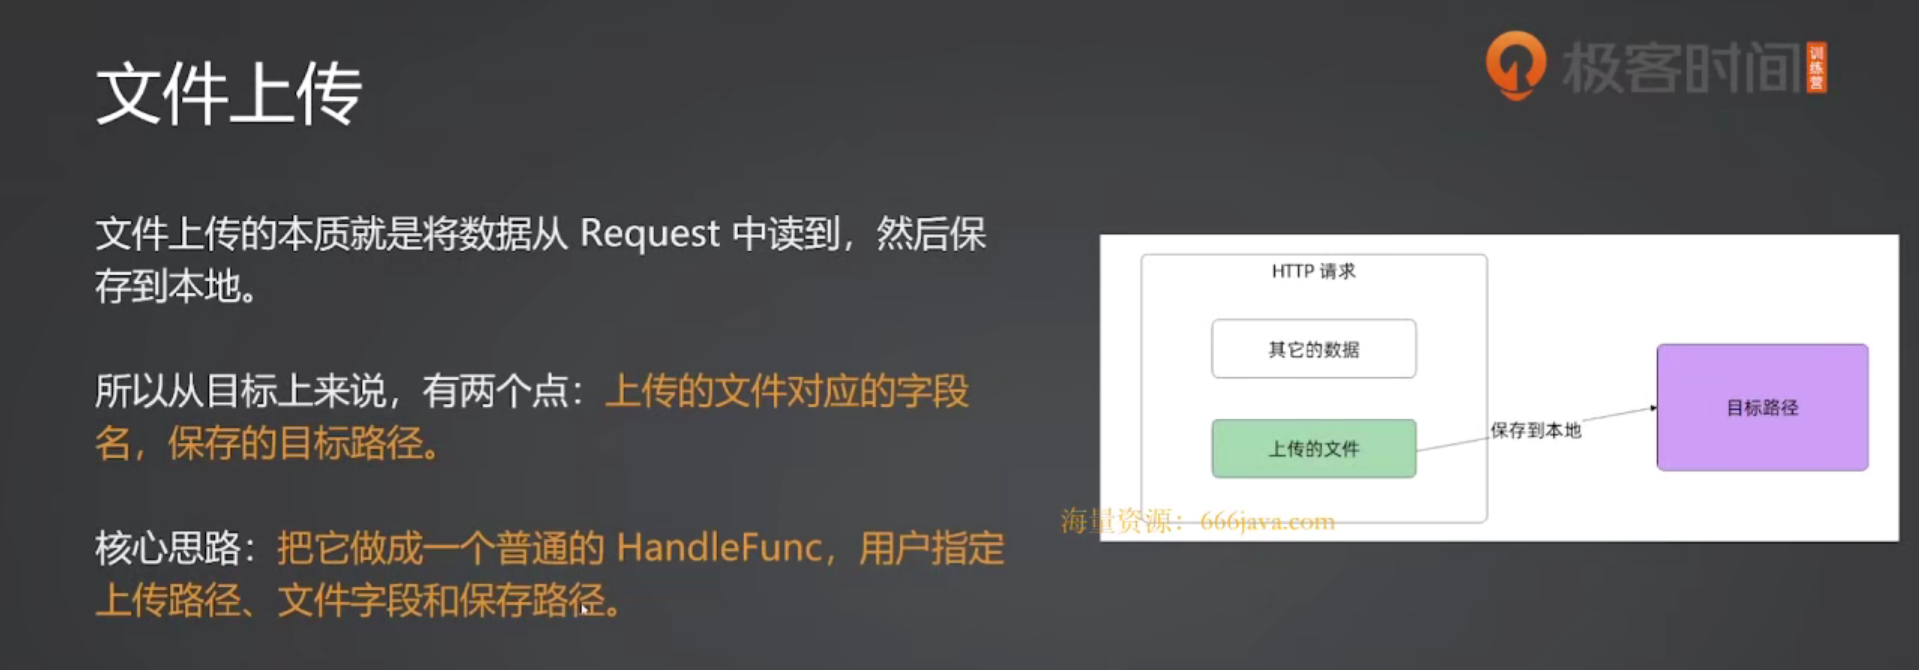 文件上传
极客时间
训练营
文件上传的本质就是将数据从 Request 中读到，然后保
存到本地。
所以从目标上来说，有两个点：上传的文件对应的字段
名，保存的目标路径。
核心思路：把它做成一个普通的 HandleFunc，用户指定
上传路径、文件字段和保存路径。
HTTP 请求
其它的数据
上传的文件
保存到本地
目标路径
海量资源：666java.com